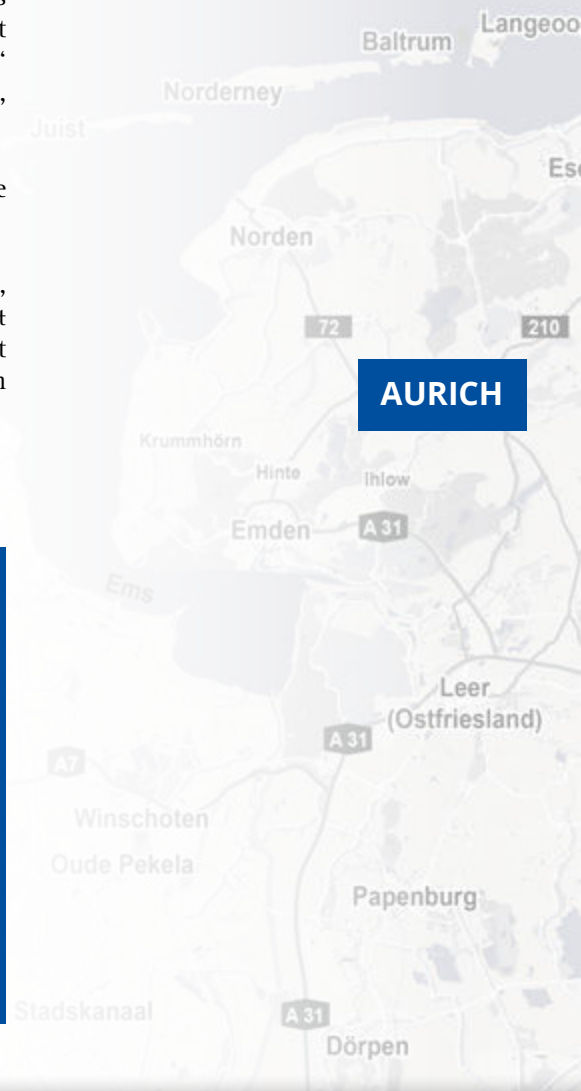 Baltrum
Norderney
Juist
Norden
72
210
AURICH
Krummhörn
Hinte
Ihlow
Emden
A 31
Ems
Leer
(Ostfriesland)
A 31
A7
Winschoten
Oude Pekela
Papenburg
Stadskanaal
A 31
Dörpen